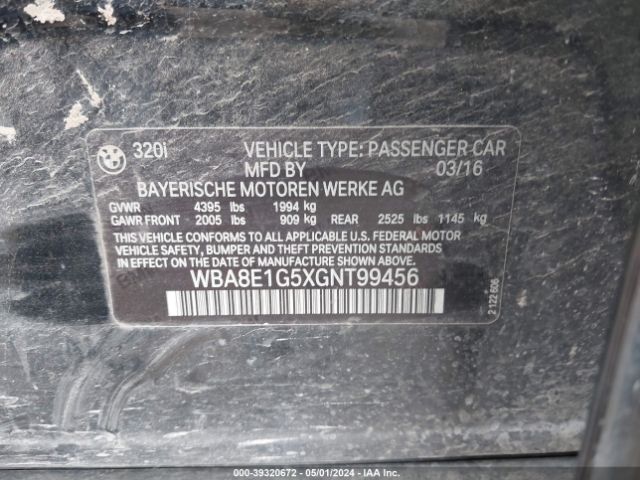 320i VEHICLE TYPE: PASSENGER CAR
MFD BY 03/16
BAYERISCHE MOTOREN WERKE AG
GVWR 4395 lbs 1994 kg
GAWR FRONT 2005 lbs 909 kg REAR 2525 lbs 1145 kg
THIS VEHICLE CONFORMS TO ALL APPLICABLE U.S. FEDERAL MOTOR
VEHICLE SAFETY, BUMPER AND THEFT PREVENTION STANDARDS
IN EFFECT ON THE DATE OF MANUFACTURE SHOWN ABOVE.
WBA8E1G5XGNT99456
2 122 606
000-39320672 - 05/01/2024 - IAA Inc.